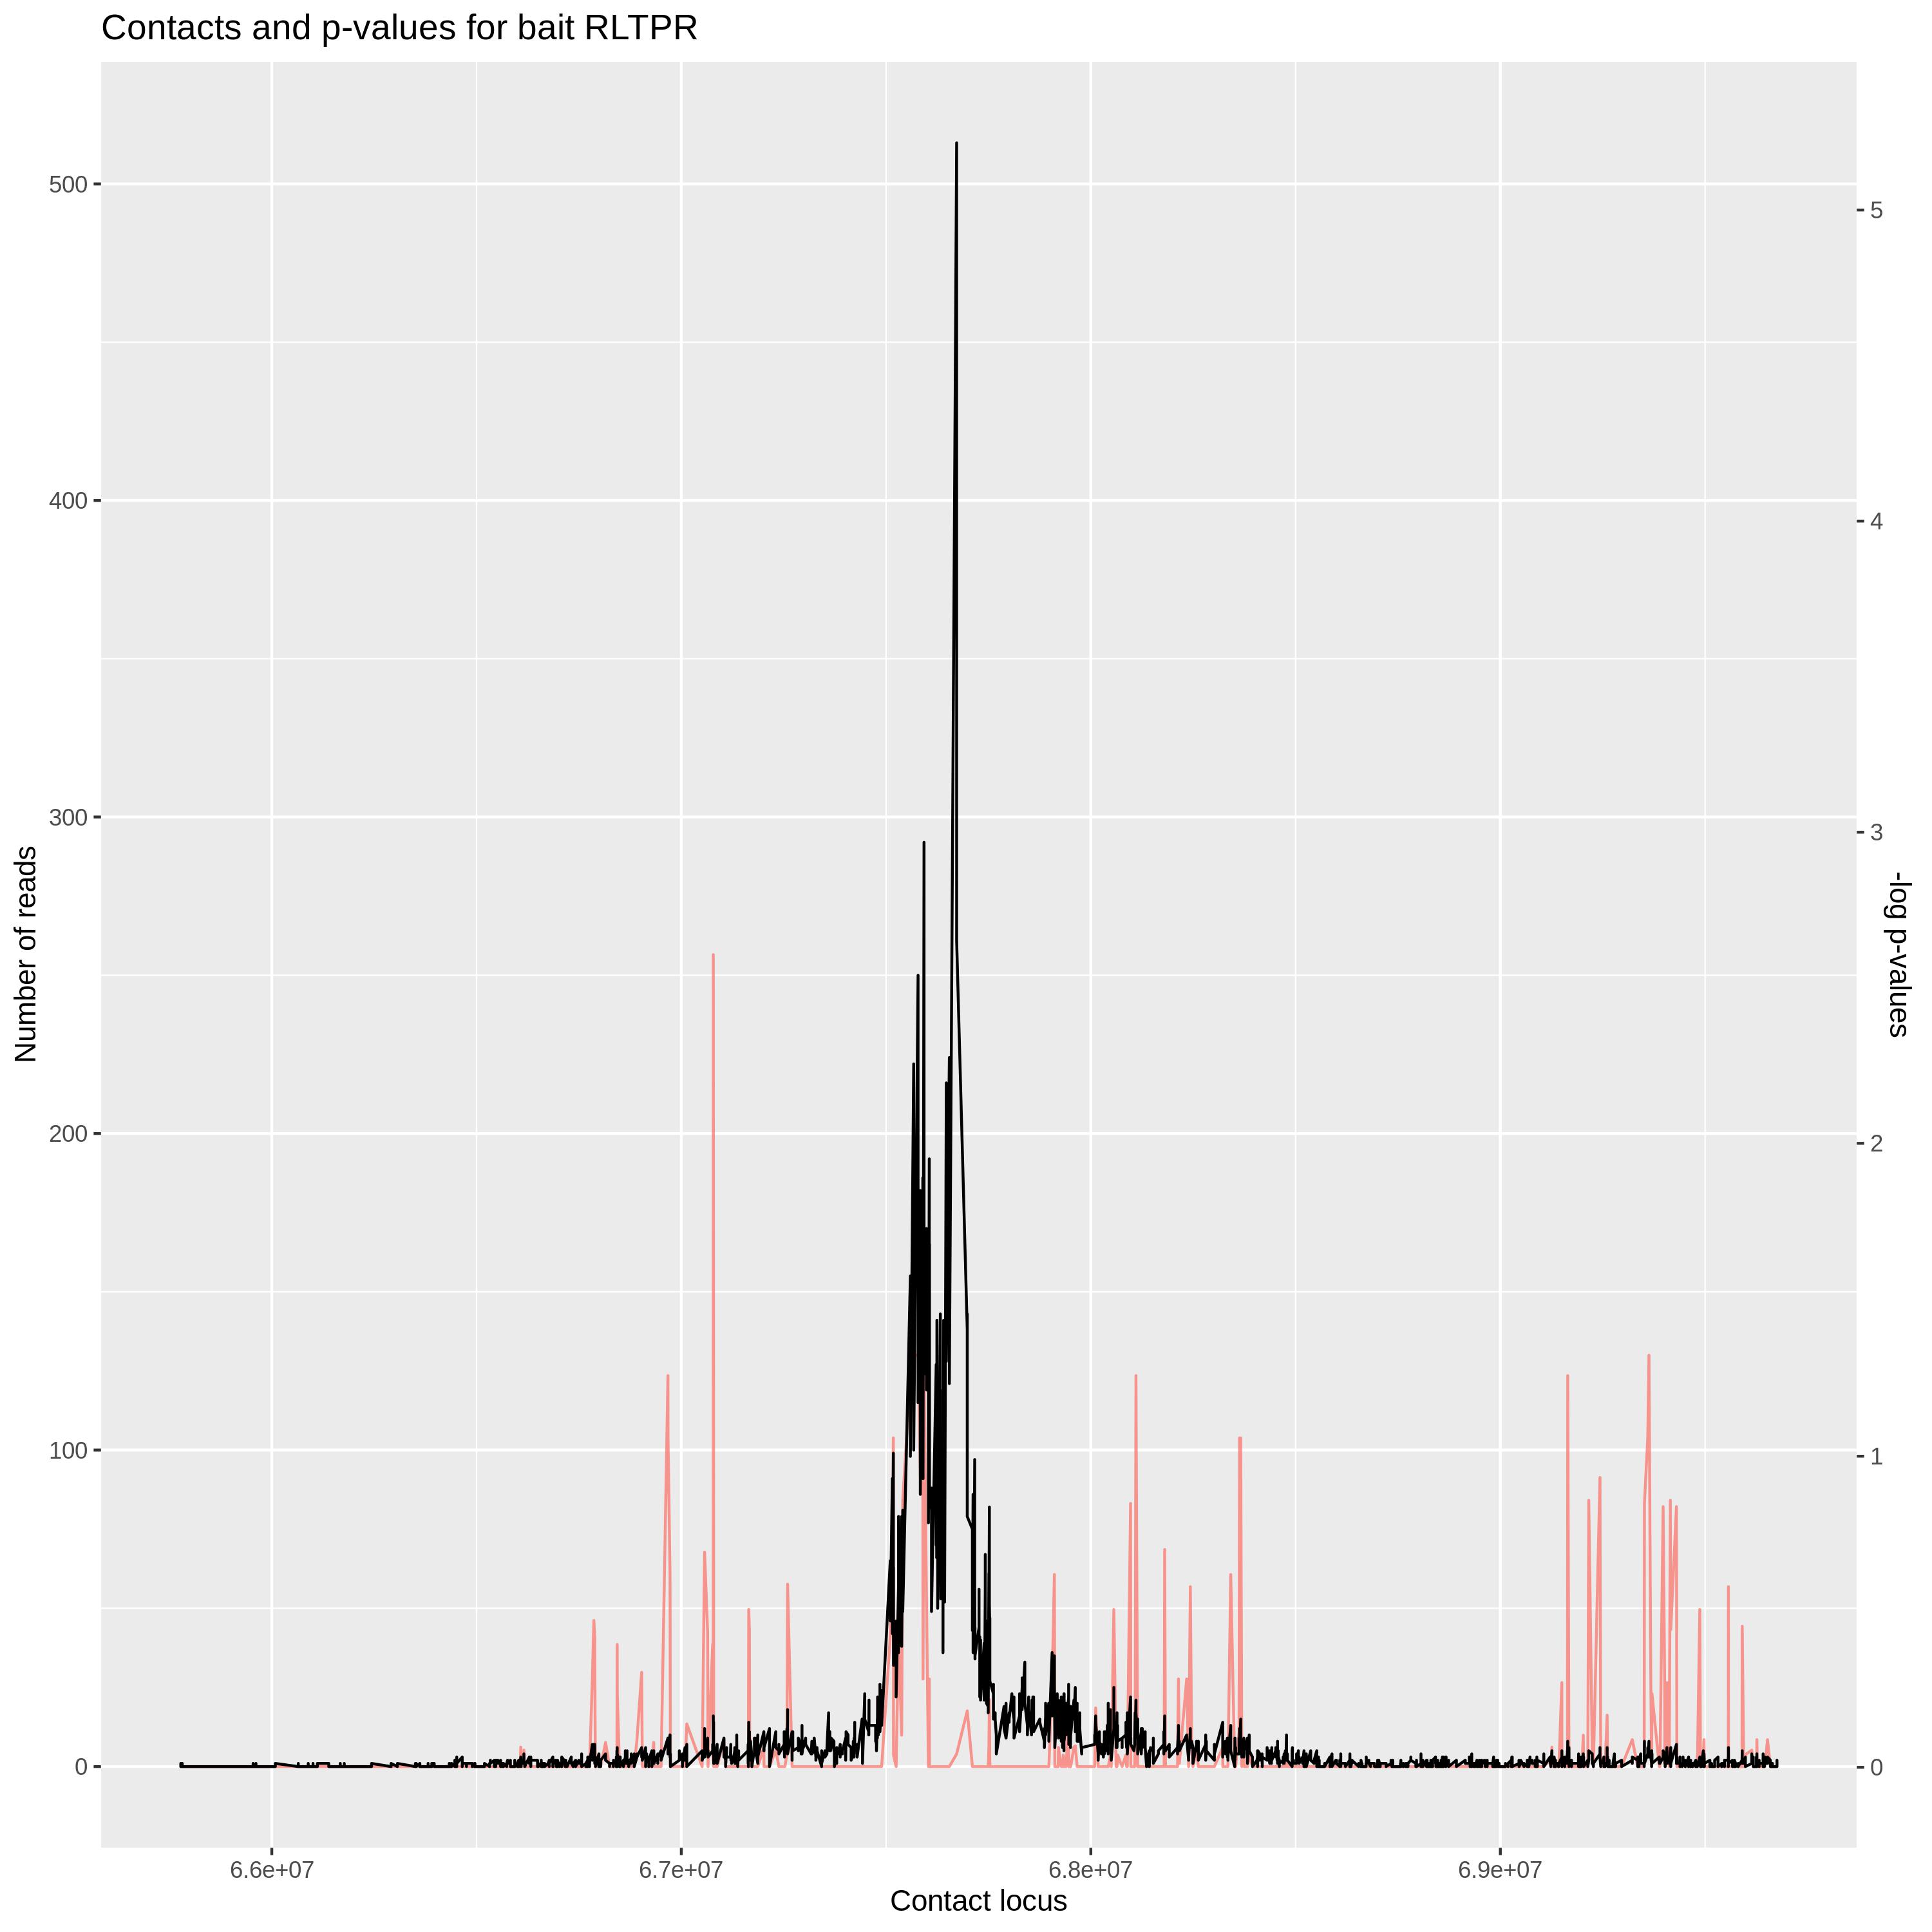 Contacts and p-values for bait RLTPR
500
400
300
200
100
0
Number of reads
5
4
3
2
1
0
-log p-values
6.6e+07
6.7e+07
6.8e+07
6.9e+07
Contact locus